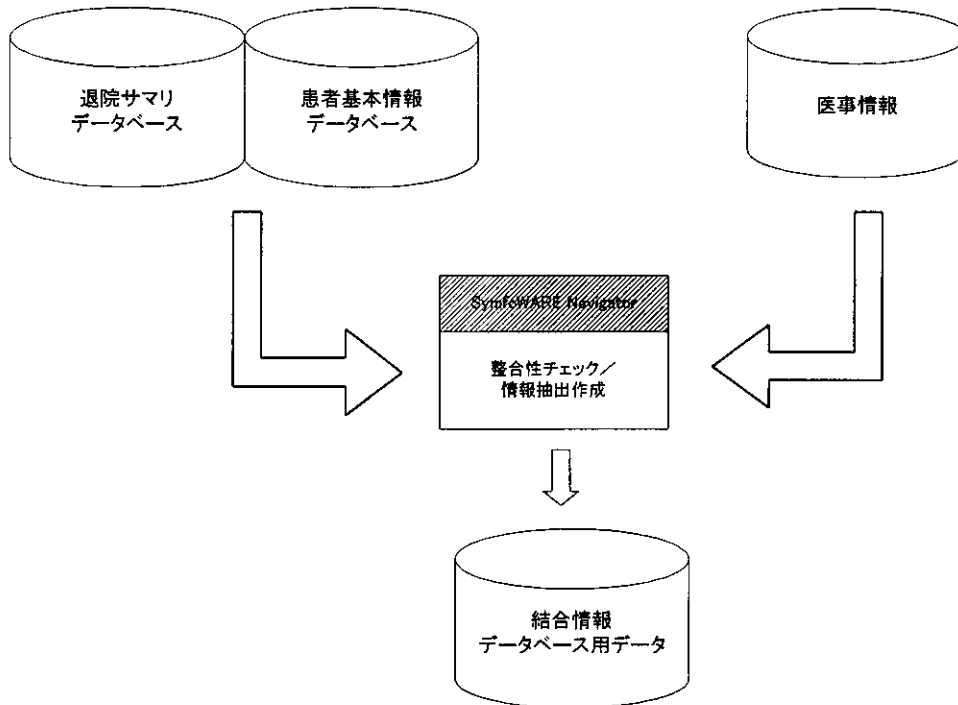 退院サマリ
データベース
患者基本情報
データベース
医事情報
SymfoWARE Navigator
整合性チェック／
情報抽出作成
結合情報
データベース用データ